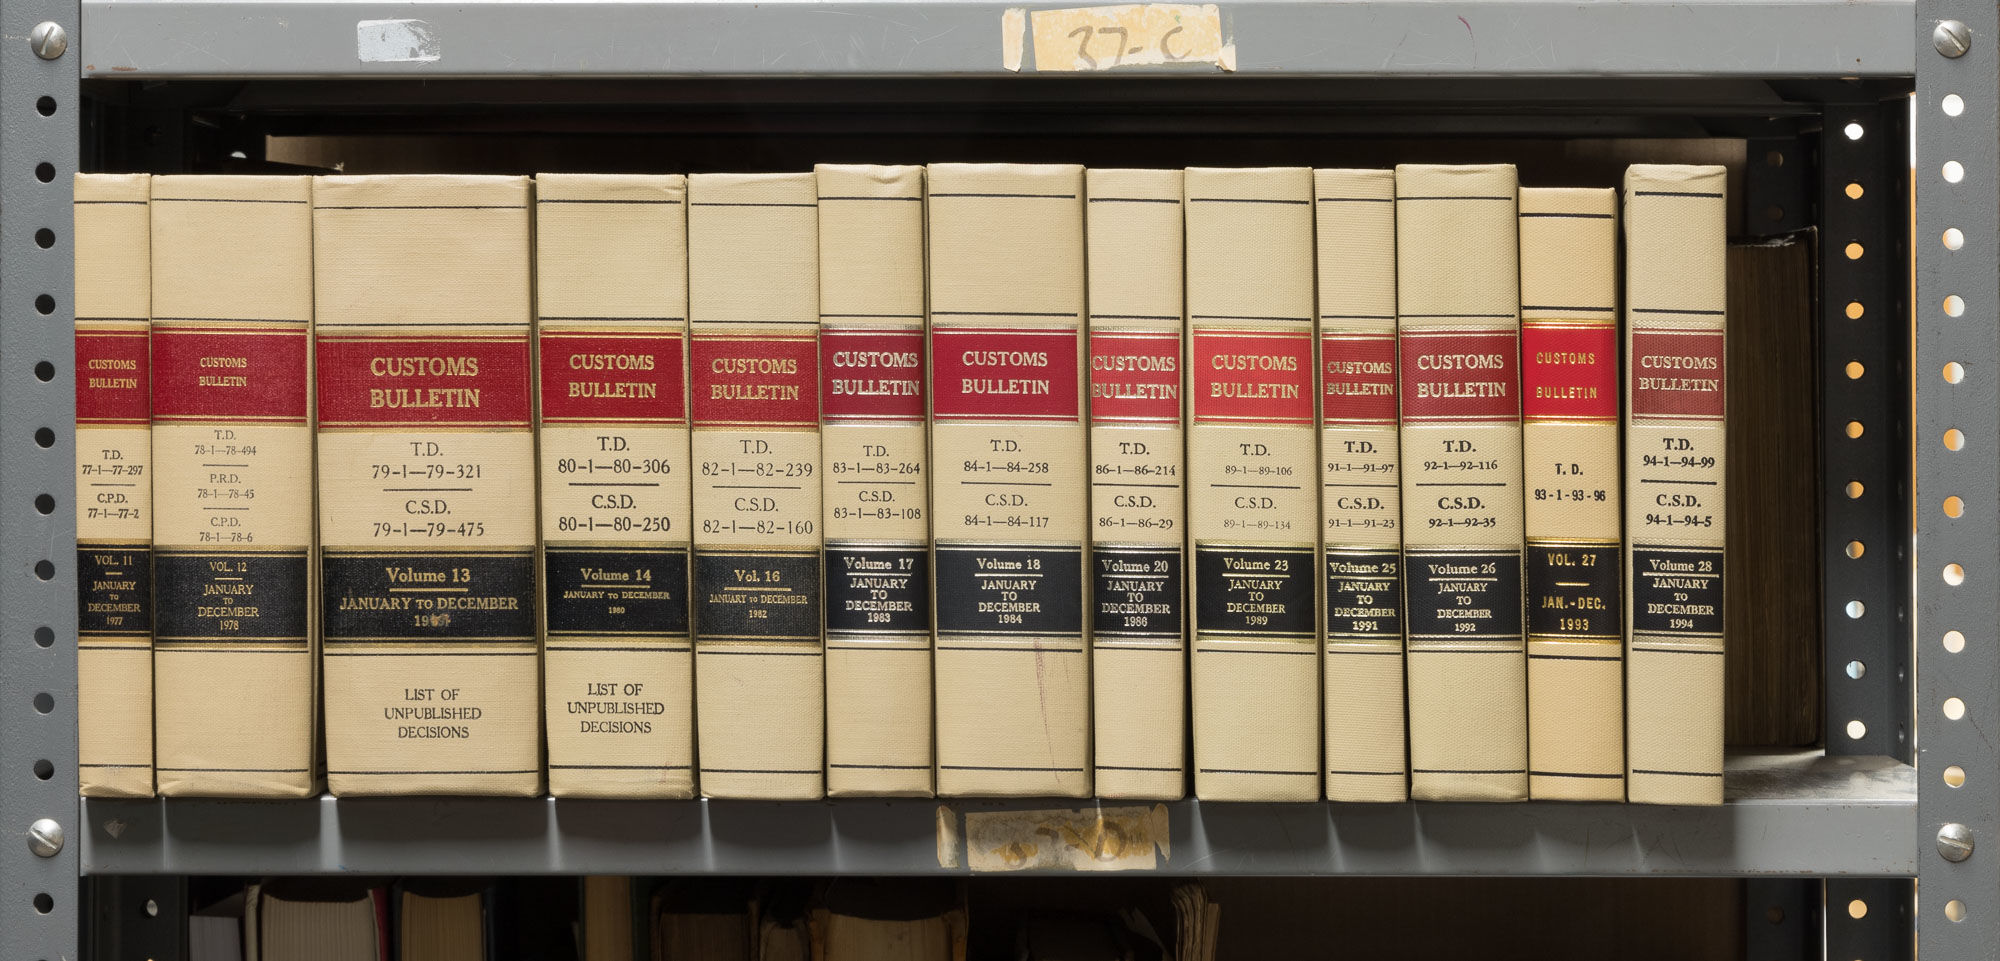 37-C
CUSTOMS
BULLETIN
T.D.
77-1—77-297
C.P.D.
77-1—77-2
VOL. 11
JANUARY
TO
DECEMBER
1977
CUSTOMS
BULLETIN
T.D.
78-1—78-494
P.R.D.
78-1—78-45
C.P.D.
78-1—78-6
VOL. 12
JANUARY
TO
DECEMBER
1978
CUSTOMS
BULLETIN
T.D.
79-1—79-321
C.S.D.
79-1—79-475
Volume 13
JANUARY TO DECEMBER
LIST OF
UNPUBLISHED
DECISIONS
CUSTOMS
BULLETIN
T.D.
80-1—80-306
C.S.D.
80-1—80-250
Volume 14
JANUARY TO DECEMBER
1980
LIST OF
UNPUBLISHED
DECISIONS
CUSTOMS
BULLETIN
T.D.
82-1—82-239
C.S.D.
82-1—82-160
Vol. 16
JANUARY TO DECEMBER
1982
CUSTOMS
BULLETIN
T.D.
83-1—83-264
C.S.D.
83-1—83-108
Volume 17
JANUARY
TO
DECEMBER
1983
CUSTOMS
BULLETIN
T.D.
84-1—84-258
C.S.D.
84-1—84-117
Volume 18
JANUARY
TO
DECEMBER
1984
CUSTOMS
BULLETIN
T.D.
86-1—86-214
C.S.D.
86-1—86-29
Volume 20
JANUARY
TO
DECEMBER
1986
CUSTOMS
BULLETIN
T.D.
89-1—89-106
C.S.D.
89-1—89-134
Volume 23
JANUARY
TO
DECEMBER
1989
CUSTOMS
BULLETIN
T.D.
91-1—91-97
C.S.D.
91-1—91-23
Volume 25
JANUARY
TO
DECEMBER
1991
CUSTOMS
BULLETIN
T.D.
92-1—92-116
C.S.D.
92-1—92-35
Volume 26
JANUARY
TO
DECEMBER
1992
CUSTOMS
BULLETIN
T. D.
93-1-93-96
VOL. 27
JAN.-DEC.
1993
CUSTOMS
BULLETIN
T.D.
94-1—94-99
C.S.D.
94-1—94-5
Volume 28
JANUARY
TO
DECEMBER
1994